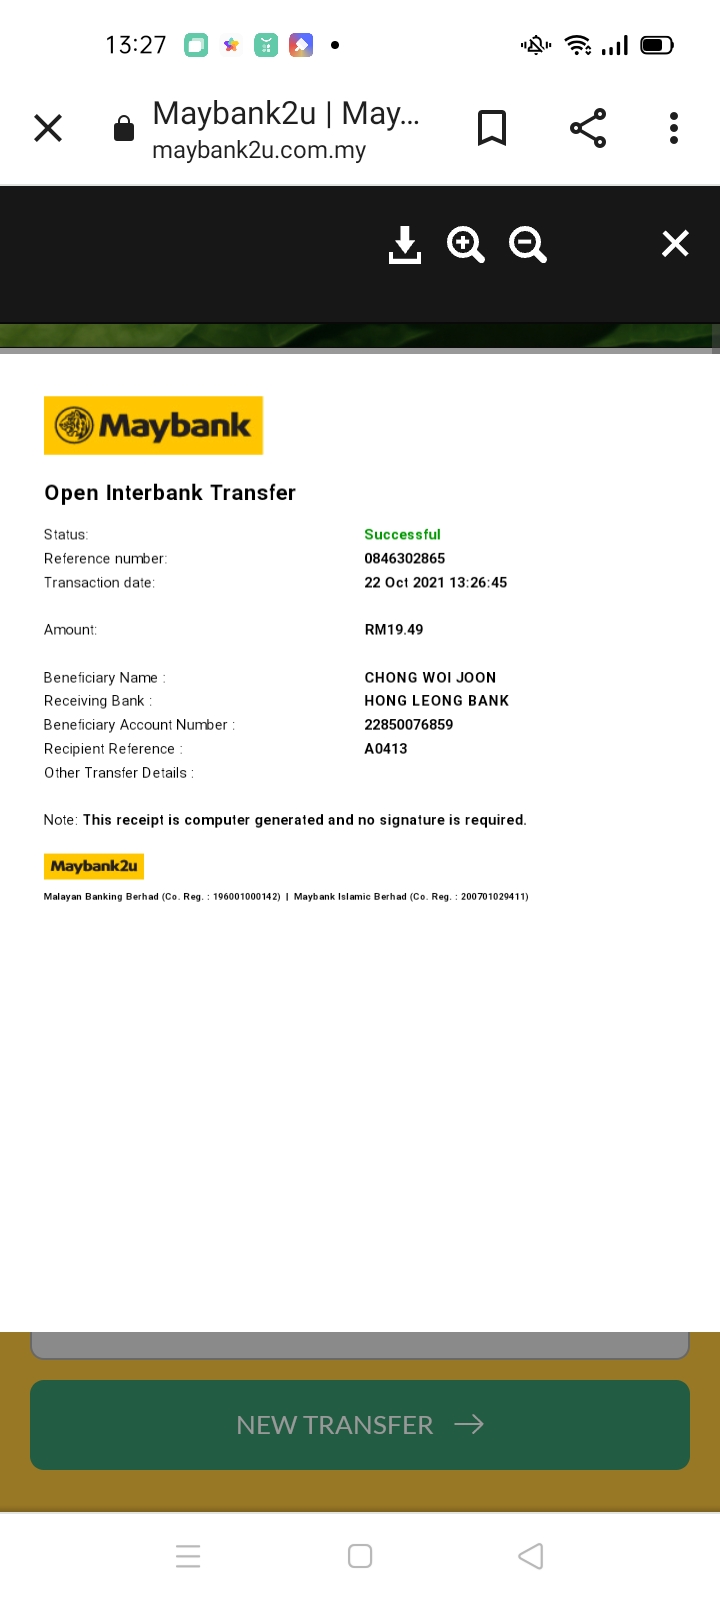 13:27
Maybank2u | May...
maybank2u.com.my
Maybank
Open Interbank Transfer
Status: Successful
Reference number: 0846302865
Transaction date: 22 Oct 2021 13:26:45
Amount: RM19.49
Beneficiary Name : CHONG WOI JOON
Receiving Bank : HONG LEONG BANK
Beneficiary Account Number : 22850076859
Recipient Reference : A0413
Other Transfer Details :
Note: This receipt is computer generated and no signature is required.
Maybank2u
Malayan Banking Berhad (Co. Reg. : 196001000142) | Maybank Islamic Berhad (Co. Reg. : 200701029411)
NEW TRANSFER